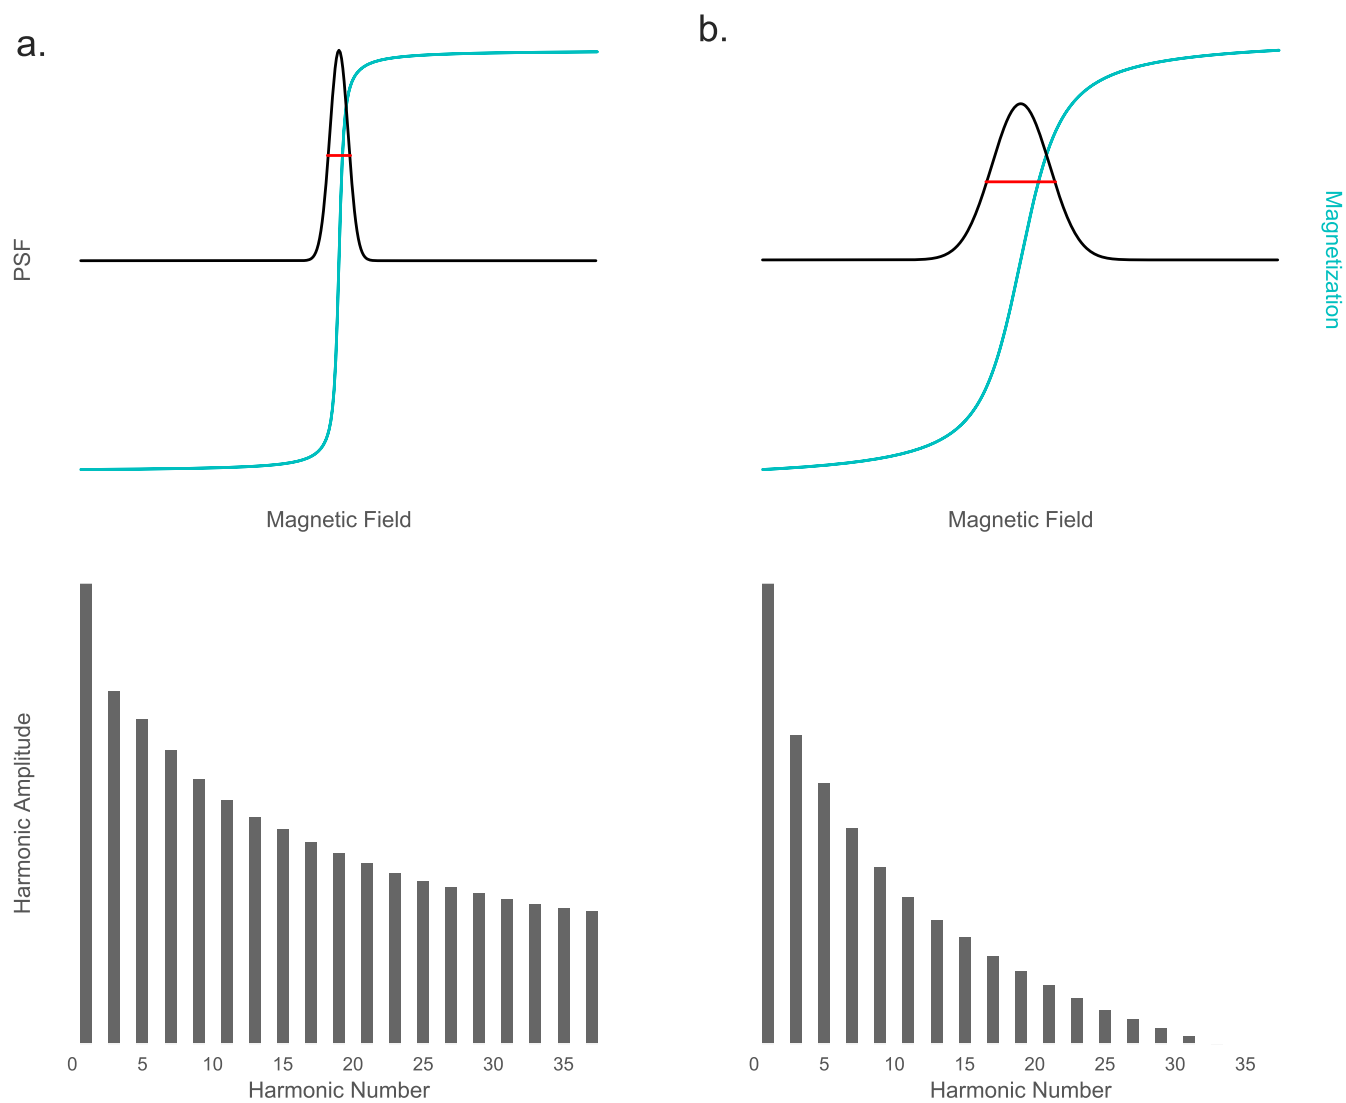 a.
b.
PSF
Magnetization
Magnetic Field
Magnetic Field
Harmonic Amplitude
0 5 10 15 20 25 30 35
0 5 10 15 20 25 30 35
Harmonic Number
Harmonic Number